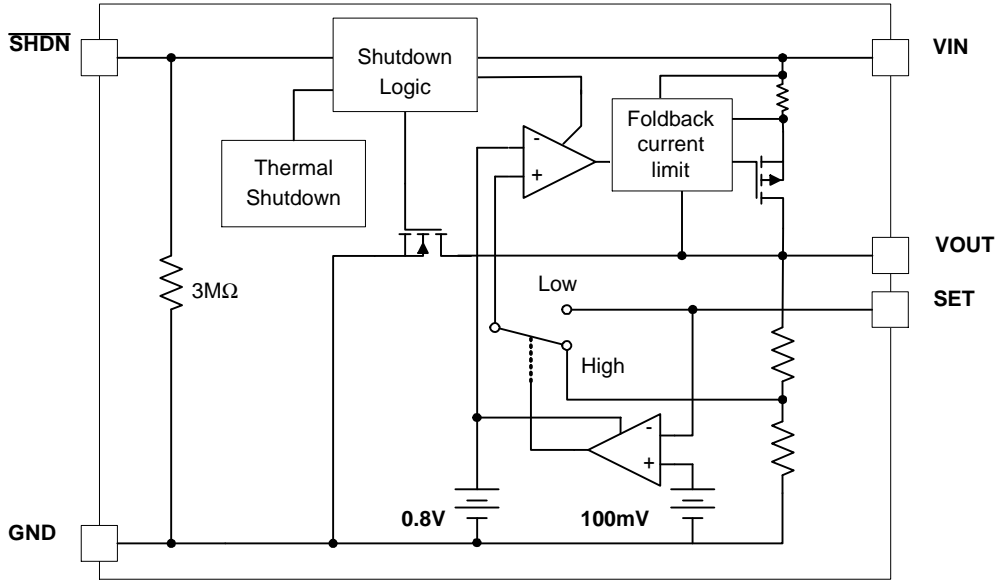 SHDN
Shutdown
Logic
VIN
Foldback
current
limit
-
+
Thermal
Shutdown
VOUT
3MΩ
Low
SET
High
-
+
0.8V
100mV
GND